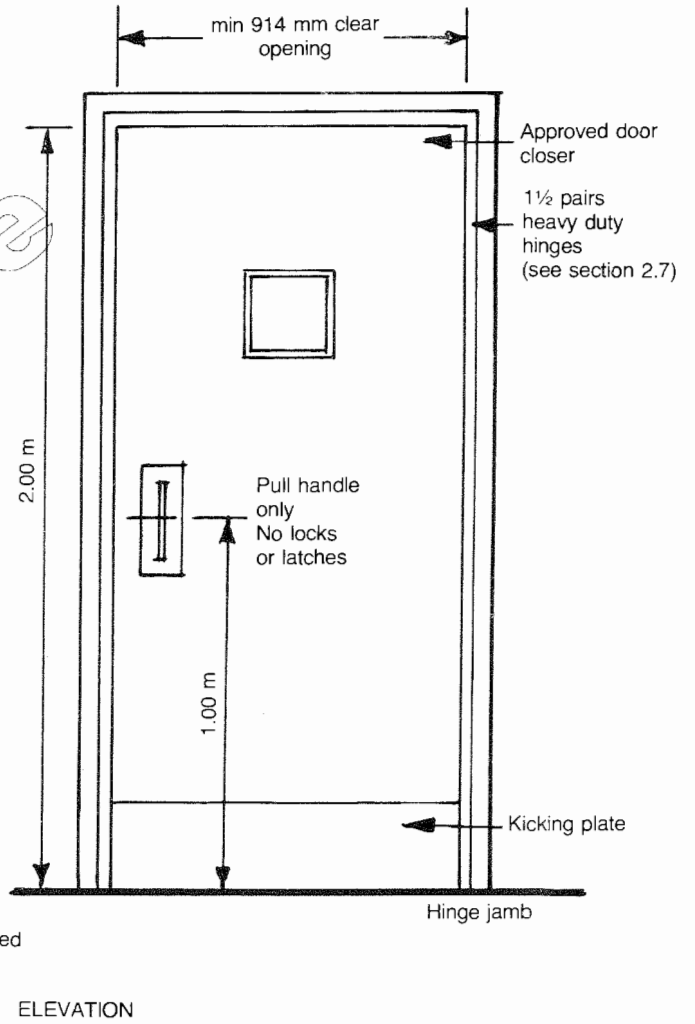 min 914 mm clear
opening
Approved door
closer
1½ pairs
heavy duty
hinges
(see section 2.7)
2.00 m
Pull handle
only
No locks
or latches
1.00 m
Kicking plate
Hinge jamb
ed
ELEVATION